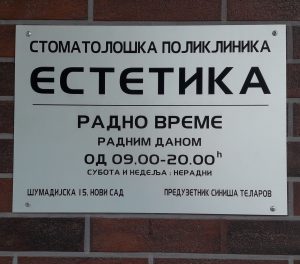 СТОМАТОЛОШКА ПОЛИКЛИНИКА
ЕСТЕТИКА
РАДНО ВРЕМЕ
РАДНИМ ДАНОМ
ОД 09.00-20.00h
СУБОТА И НЕДЕЉА : НЕРАДНИ
ШУМАДИЈСКА 15. НОВИ САД ПРЕДУЗЕТНИК СИНИША ТЕЛАРОВ